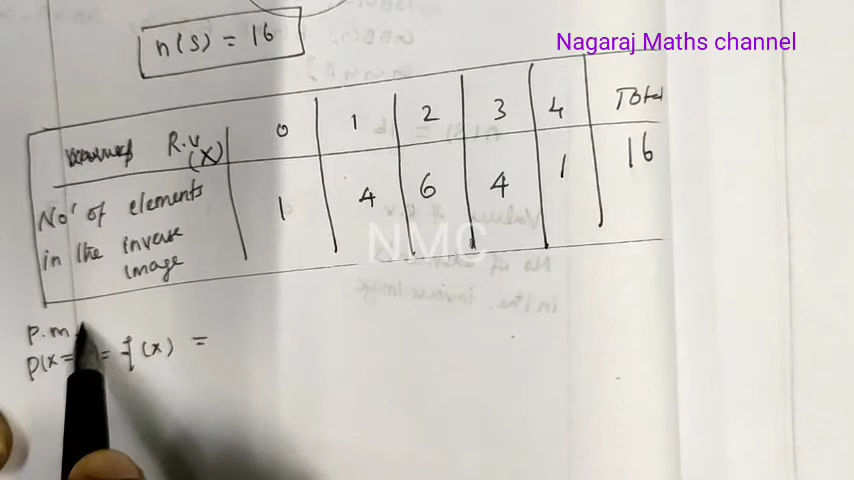 Nagaraj Maths channel
n(S) = 16
R.V (X) 0 1 2 3 4 Total
No' of elements in the inverse image 1 4 6 4 1 16
NMC
p.m.
P(X= = f(x) =